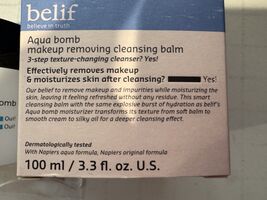 belif
believe in truth
Aqua bomb
makeup removing cleansing balm
3-step texture-changing cleanser? Yes!
Effectively removes makeup
& moisturizes skin after cleansing? Yes!
Our belief to remove makeup and impurities while moisturizing the
skin, leaving it feeling refreshed without any residue. This smart
cleansing balm with the same explosive burst of hydration as belif's
Aqua bomb moisturizer transforms its texture from soft balm to
smooth cream to silky oil for a deeper cleansing effect.
Dermatologically tested
With Napiers aqua formula, Napiers original formula
100 ml / 3.3 fl. oz. U.S.
omb